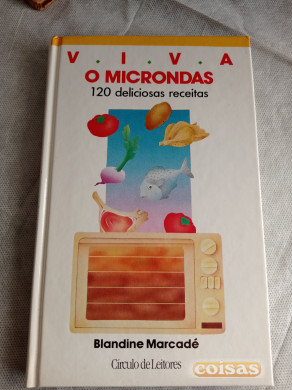 V.I.V.A
O MICRONDAS
120 deliciosas receitas
Blandine Marcadé
Círculo de Leitores
coisas